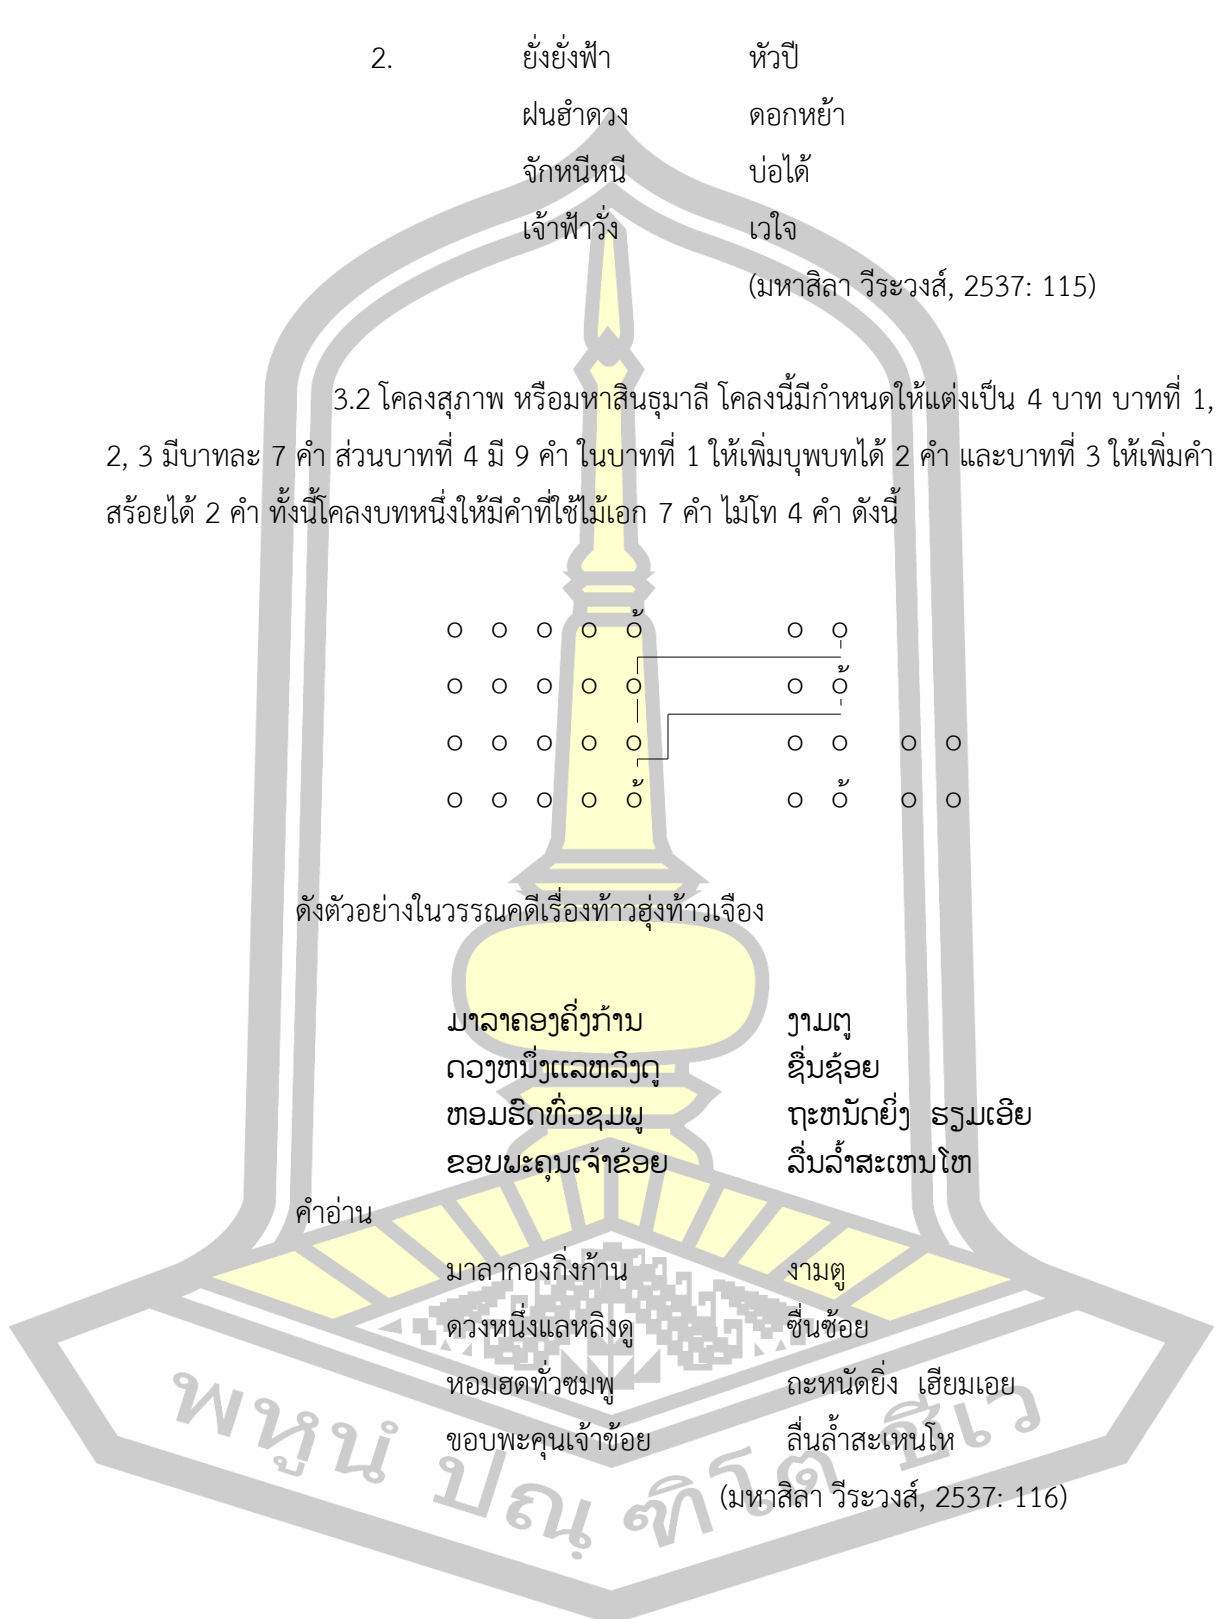 2. ยั่งยั่งฟ้า หัวปี
ฝนฮำดวง ดอกหย้า
จักหนีหนี บ่อได้
เจ้าฟ้าวั่ง เวใจ
(มหาสิลา วีระวงส์, 2537: 115)
3.2 โคลงสุภาพ หรือมหาสินธุมาลี โคลงนี้มีกำหนดให้แต่งเป็น 4 บาท บาทที่ 1,
2, 3 มีบาทละ 7 คำ ส่วนบาทที่ 4 มี 9 คำ ในบาทที่ 1 ให้เพิ่มบุพบทได้ 2 คำ และบาทที่ 3 ให้เพิ่มคำ
สร้อยได้ 2 คำ ทั้งนี้โคลงบทหนึ่งให้มีคำที่ใช้ไม้เอก 7 คำ ไม้โท 4 คำ ดังนี้
O O O O O้ O O
O O O O O O O้
O O O O O O O O O
O O O O O้ O O้ O O
ดังตัวอย่างในวรรณคดีเรื่องท้าวฮุ่งท้าวเจือง
ມາລາຄອງຄິ່ງກ້ານ ງາມຕູ
ດວງຫນຶ່ງແລຫລິງດູ ຊື່ນຊ້ອຍ
ຫອມຮົດທົ່ວຊມພູ ຖະຫນັດຍິ່ງ ຮຽມເອີຍ
ຂອບພະຄຸນເຈົ້າຂ້ອຍ ລື່ນລ້ຳສະເຫນໂຫ
คำอ่าน
มาลากองกิ่งก้าน งามตู
ดวงหนึ่งแลหลิงดู ซื่นซ้อย
หอมฮดทั่วซมพู ถะหนัดยิ่ง เฮียมเอย
ขอบพะคุนเจ้าข้อย ลื่นล้ำสะเหนโห
(มหาสิลา วีระวงส์, 2537: 116)
พหูนํ ปณฺฑิโต ชีเว